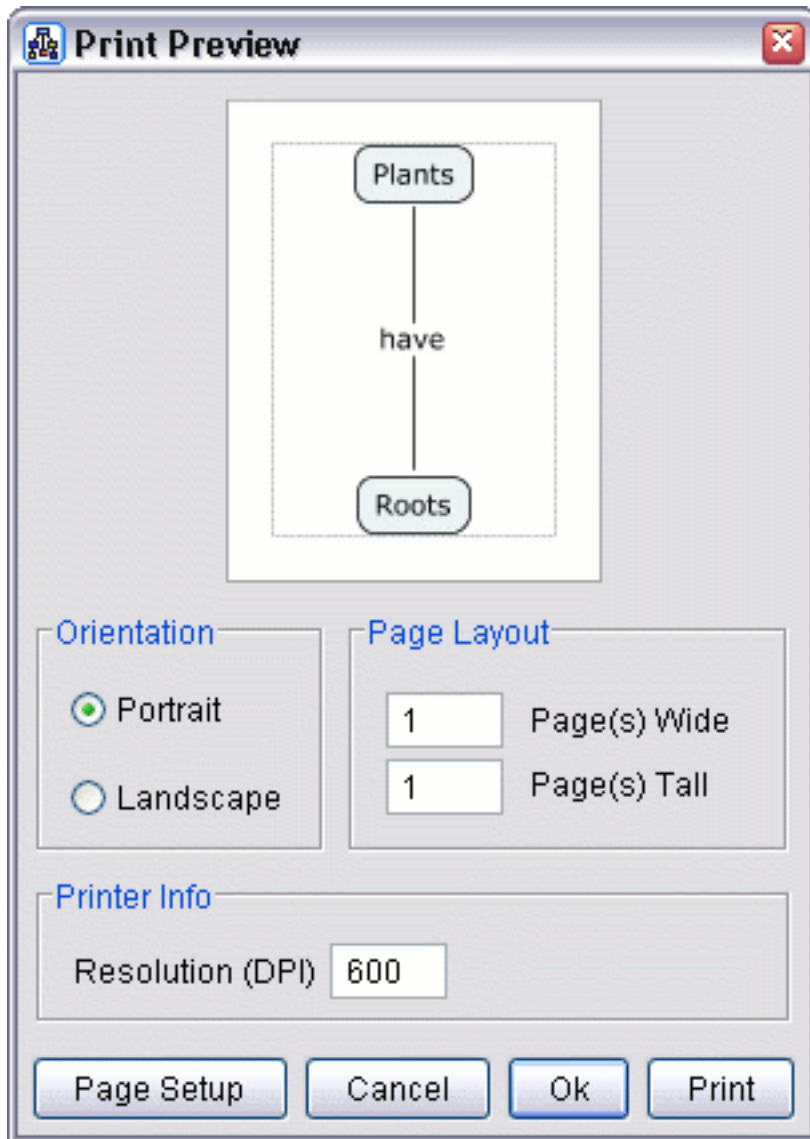 Print Preview
Plants
have
Roots
Orientation
Portrait
Landscape
Page Layout
1 Page(s) Wide
1 Page(s) Tall
Printer Info
Resolution (DPI) 600
Page Setup Cancel Ok Print